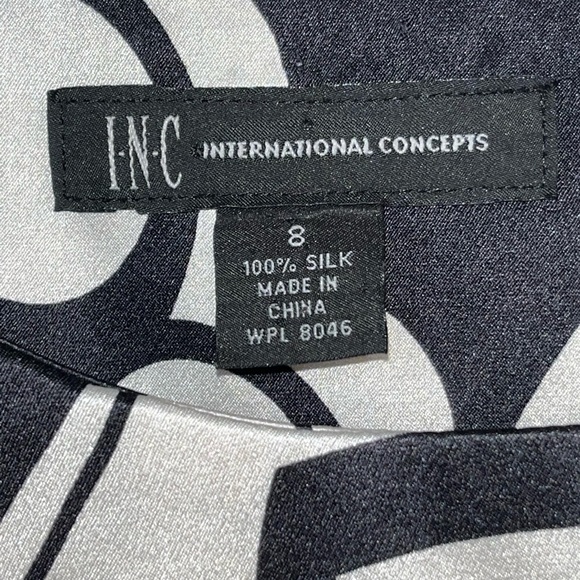 I·N·C INTERNATIONAL CONCEPTS
8
100% SILK
MADE IN
CHINA
WPL 8046